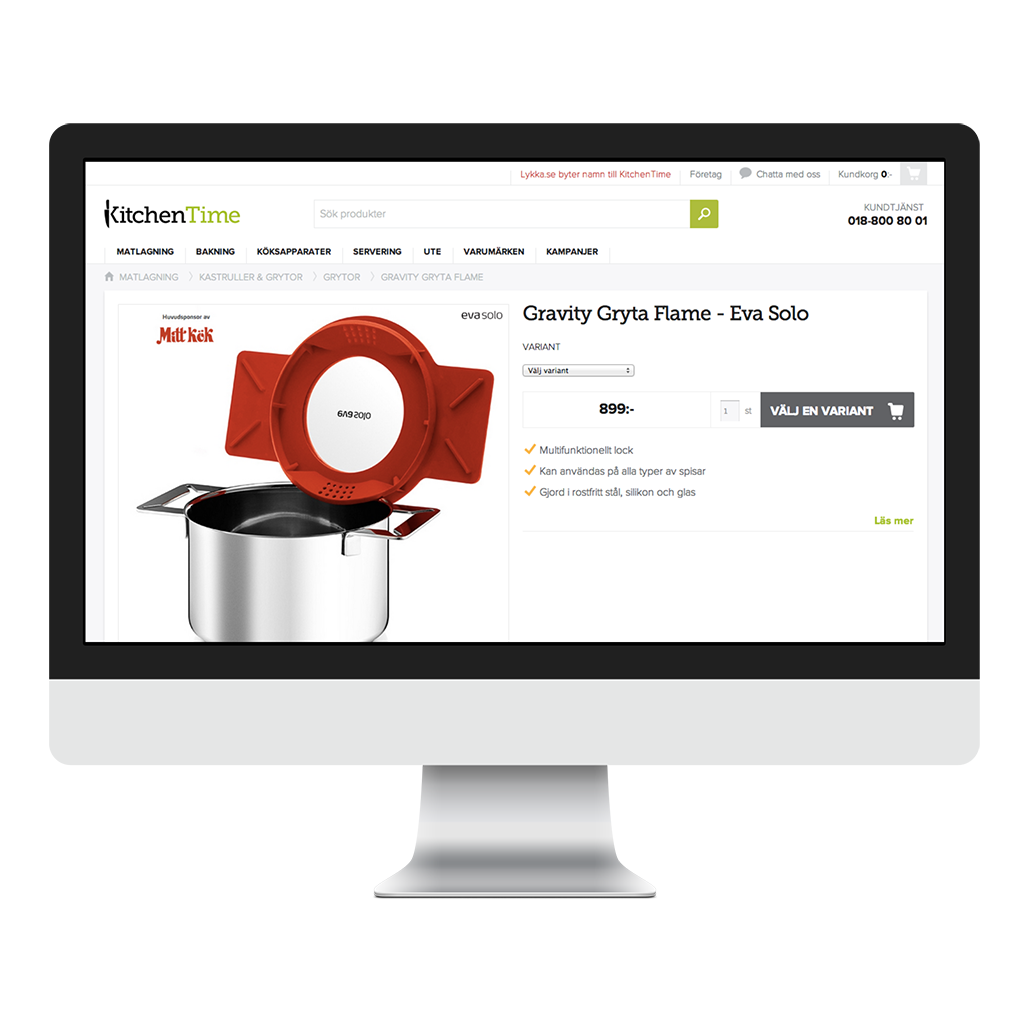 Lykka.se byter namn till KitchenTime
Företag
Chatta med oss
Kundkorg 0:-
KitchenTime
Sök produkter
KUNDTJÄNST
018-800 80 01
MATLAGNING
BAKNING
KÖKSAPPARATER
SERVERING
UTE
VARUMÄRKEN
KAMPANJER
MATLAGNING
KASTRULLER & GRYTOR
GRYTOR
GRAVITY GRYTA FLAME
Huvudsponsor av
Mitt kök
eva solo
eva solo
Gravity Gryta Flame - Eva Solo
VARIANT
Välj variant
899:-
1 st
VÄLJ EN VARIANT
Multifunktionellt lock
Kan användas på alla typer av spisar
Gjord i rostfritt stål, silikon och glas
Läs mer